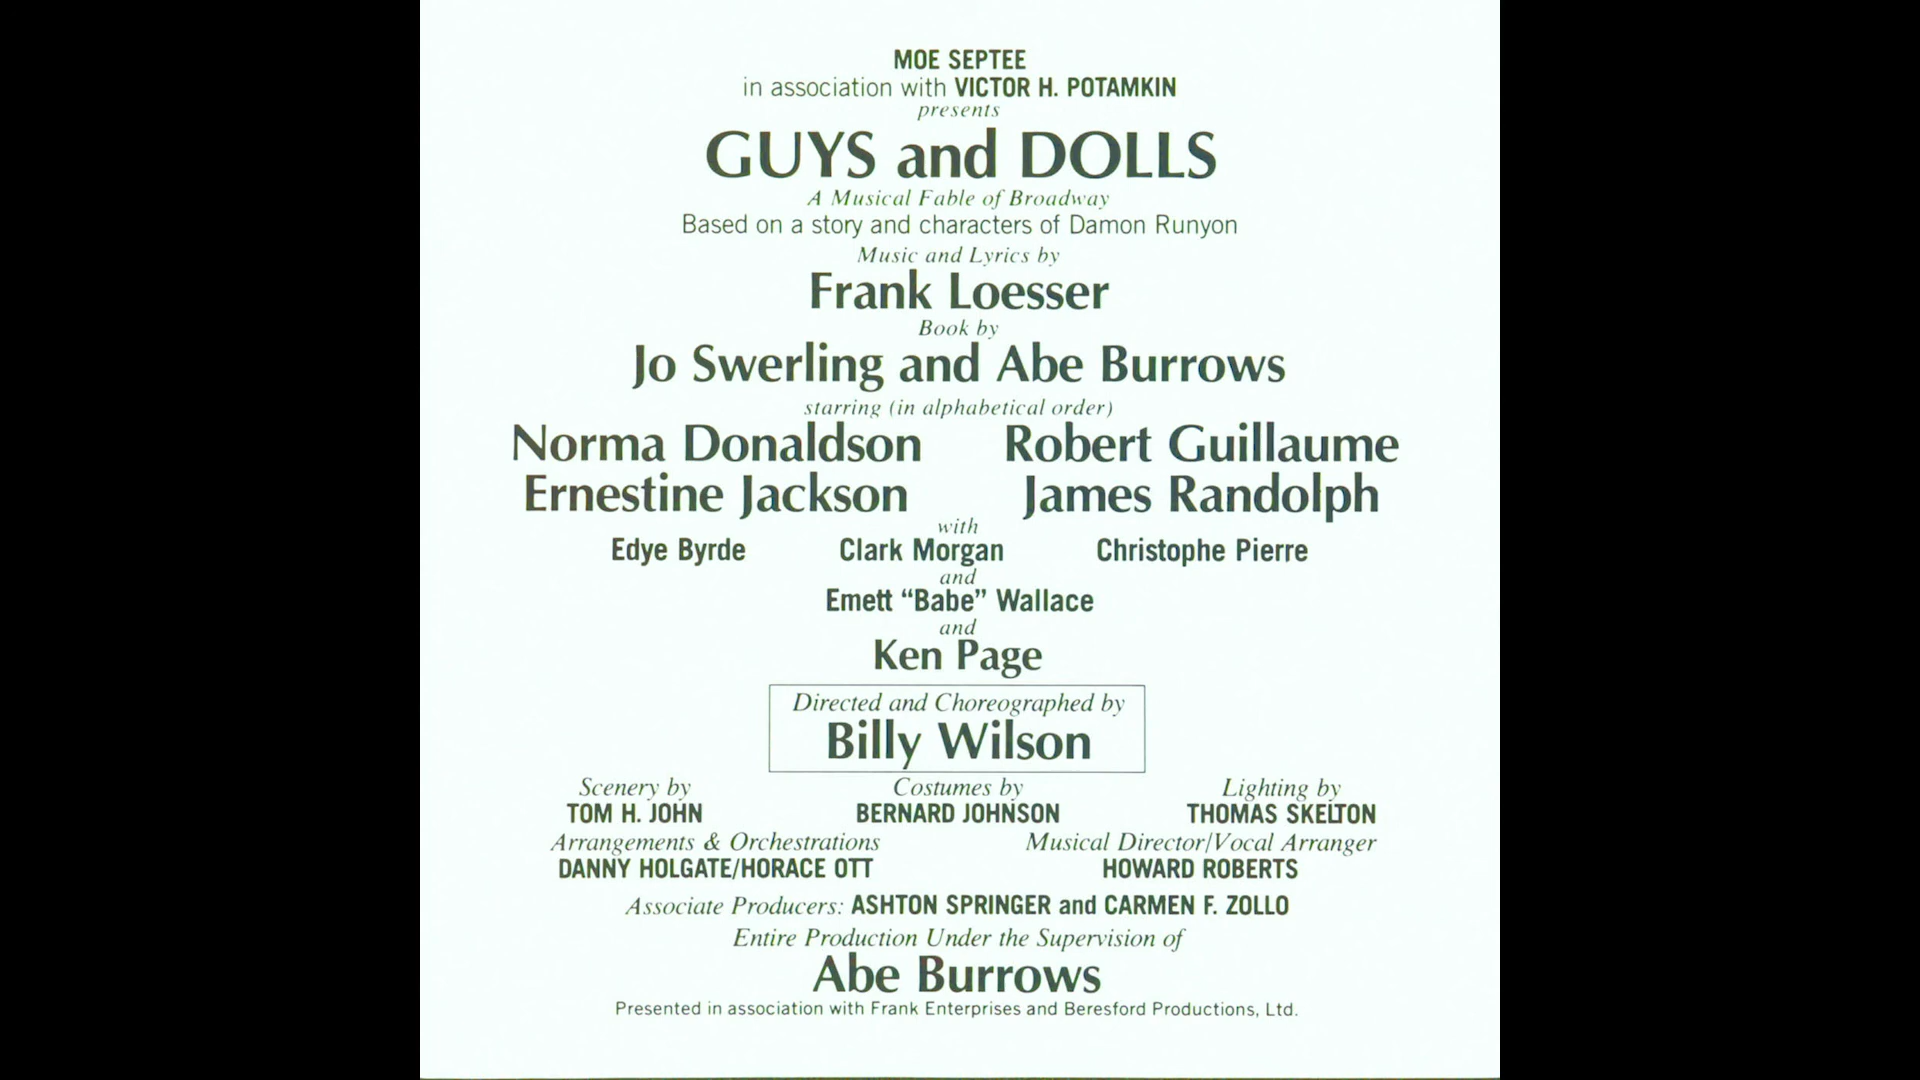 MOE SEPTEE
in association with VICTOR H. POTAMKIN
presents
GUYS and DOLLS
A Musical Fable of Broadway
Based on a story and characters of Damon Runyon
Music and Lyrics by
Frank Loesser
Book by
Jo Swerling and Abe Burrows
starring (in alphabetical order)
Norma Donaldson Robert Guillaume
Ernestine Jackson James Randolph
with
Edye Byrde Clark Morgan Christophe Pierre
and
Emett “Babe” Wallace
and
Ken Page
Directed and Choreographed by
Billy Wilson
Scenery by Costumes by Lighting by
TOM H. JOHN BERNARD JOHNSON THOMAS SKELTON
Arrangements & Orchestrations Musical Director/Vocal Arranger
DANNY HOLGATE/HORACE OTT HOWARD ROBERTS
Associate Producers: ASHTON SPRINGER and CARMEN F. ZOLLO
Entire Production Under the Supervision of
Abe Burrows
Presented in association with Frank Enterprises and Beresford Productions, Ltd.